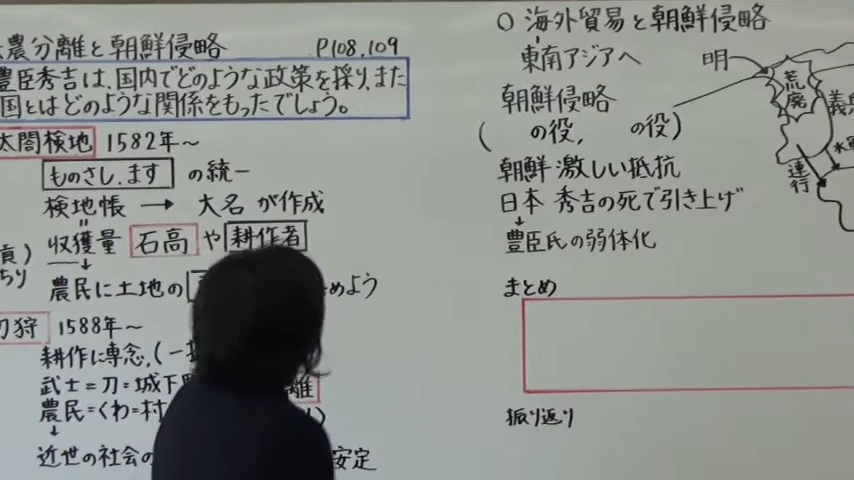 農分離と朝鮮侵略 P108,109
豊臣秀吉は、国内でどのような政策を採り、また
国とはどのような関係をもったでしょう。
太閤検地 1582年～
ものさし、ます の統一
検地帳 → 大名 が作成
収獲量 石高 や 耕作者
農民に土地の
めよう
刀狩 1588年～
耕作に専念、(一
武士=刀=城下
離
農民=くわ=村
近世の社会の
安定
○ 海外貿易と朝鮮侵略
東南アジアへ
朝鮮侵略
( の役, の役)
朝鮮 激しい抵抗
日本 秀吉の死で引き上げ
豊臣氏の弱体化
まとめ
振り返り
明
荒廃
義兵
水軍
連行